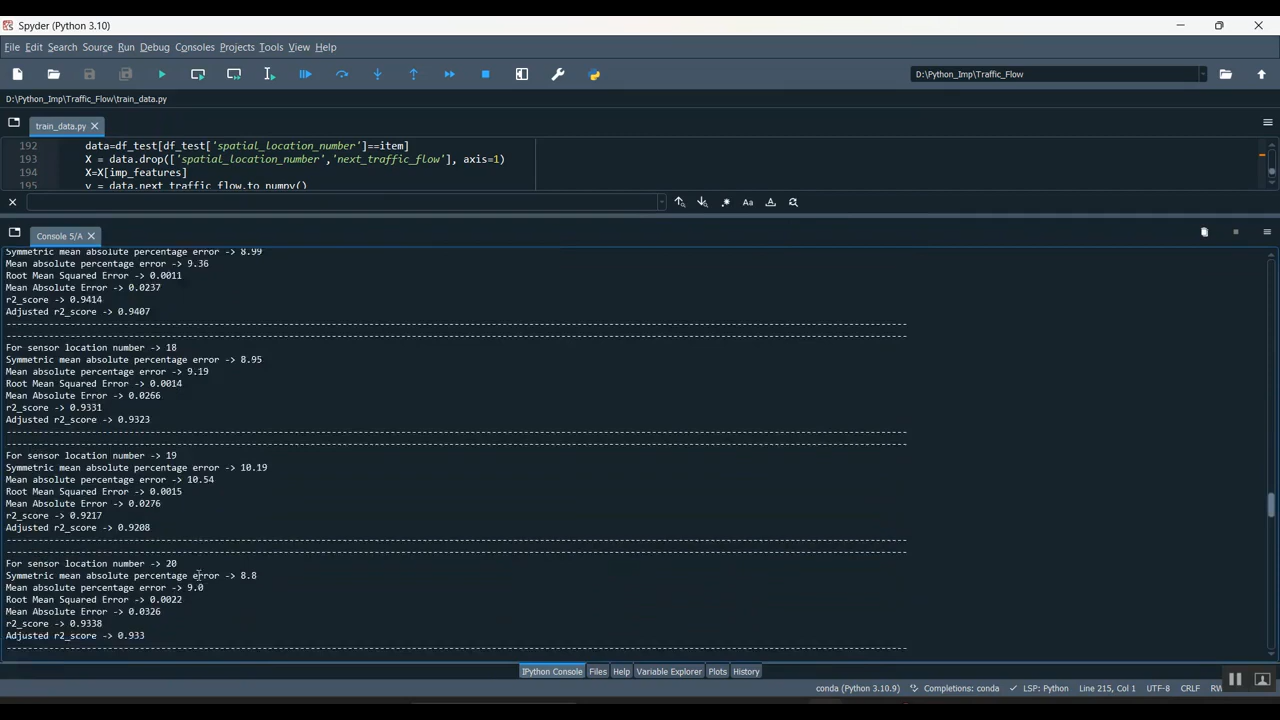 Spyder (Python 3.10)
File Edit Search Source Run Debug Consoles Projects Tools View Help
D:\Python_Imp\Traffic_Flow
D:\Python_Imp\Traffic_Flow\train_data.py
train_data.py
192 data=df_test[df_test['spatial_location_number']==item]
193 X = data.drop(['spatial_location_number','next_traffic_flow'], axis=1)
194 X=X[imp_features]
195 y = data.next_traffic_flow.to_numpy()
Aa
Console 5/A
Symmetric mean absolute percentage error -> 8.99
Mean absolute percentage error -> 9.36
Root Mean Squared Error -> 0.0011
Mean Absolute Error -> 0.0237
r2_score -> 0.9414
Adjusted r2_score -> 0.9407
For sensor location number -> 18
Symmetric mean absolute percentage error -> 8.95
Mean absolute percentage error -> 9.19
Root Mean Squared Error -> 0.0014
Mean Absolute Error -> 0.0266
r2_score -> 0.9331
Adjusted r2_score -> 0.9323
For sensor location number -> 19
Symmetric mean absolute percentage error -> 10.19
Mean absolute percentage error -> 10.54
Root Mean Squared Error -> 0.0015
Mean Absolute Error -> 0.0276
r2_score -> 0.9217
Adjusted r2_score -> 0.9208
For sensor location number -> 20
Symmetric mean absolute percentage error -> 8.8
Mean absolute percentage error -> 9.0
Root Mean Squared Error -> 0.0022
Mean Absolute Error -> 0.0326
r2_score -> 0.9338
Adjusted r2_score -> 0.933
IPython Console Files Help Variable Explorer Plots History
conda (Python 3.10.9) Completions: conda LSP: Python Line 215, Col 1 UTF-8 CRLF RW